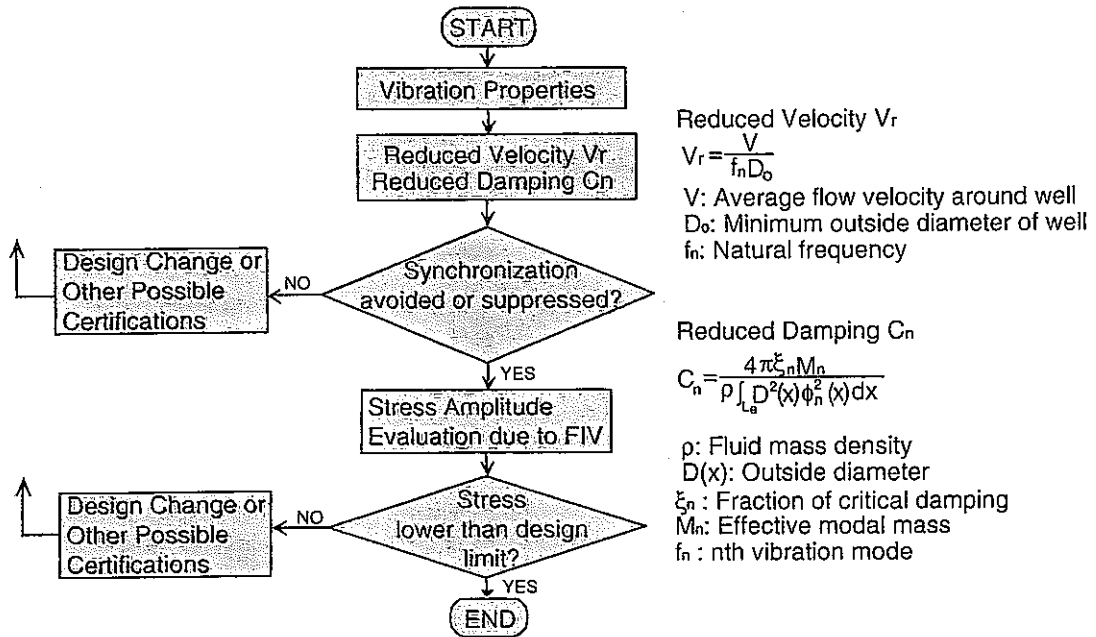 START
Vibration Properties
Reduced Velocity Vr
Reduced Damping Cn
Synchronization
avoided or suppressed?
NO
Design Change or
Other Possible
Certifications
YES
Stress Amplitude
Evaluation due to FIV
Stress
lower than design
limit?
NO
Design Change or
Other Possible
Certifications
YES
END
Reduced Velocity Vr
Vr=V/fnDo
V: Average flow velocity around well
Do: Minimum outside diameter of well
fn: Natural frequency
Reduced Damping Cn
Cn=4πξnMn/ρ∫LeD²(x)ϕn²(x)dx
ρ: Fluid mass density
D(x): Outside diameter
ξn : Fraction of critical damping
Mn: Effective modal mass
fn : nth vibration mode